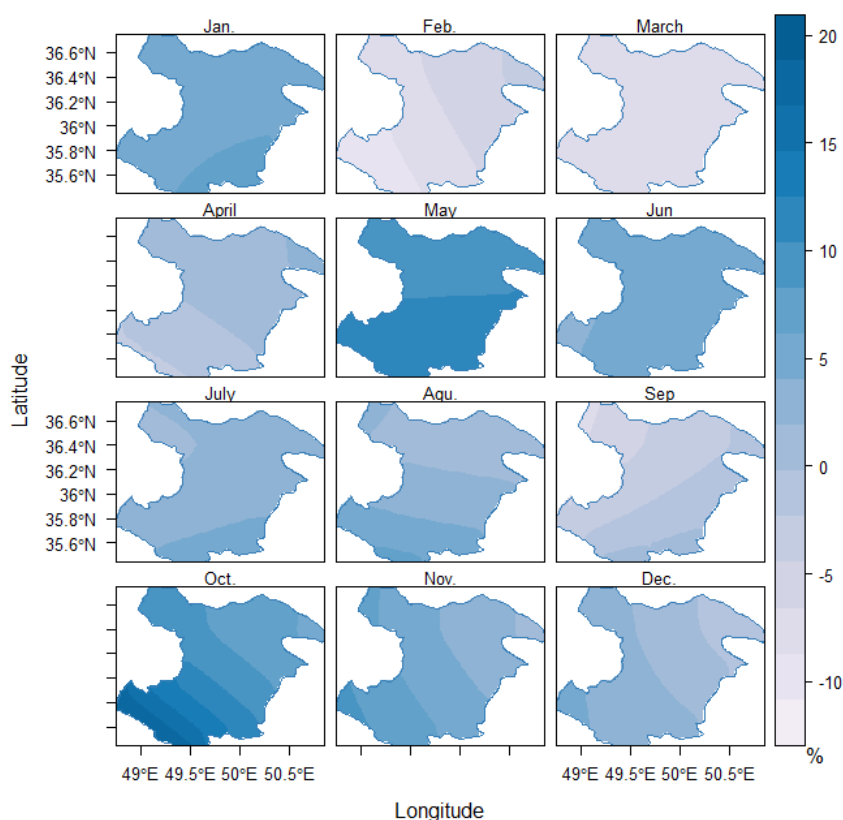 Jan. Feb. March
36.6°N
36.4°N
36.2°N
36°N
35.8°N
35.6°N
April May Jun
July Aqu. Sep
36.6°N
36.4°N
36.2°N
36°N
35.8°N
35.6°N
Oct. Nov. Dec.
49°E 49.5°E 50°E 50.5°E
49°E 49.5°E 50°E 50.5°E
Longitude
Latitude
20
15
10
5
0
-5
-10
%